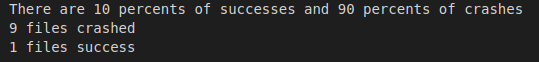 There are 10 percents of successes and 90 percents of crashes
9 files crashed
1 files success